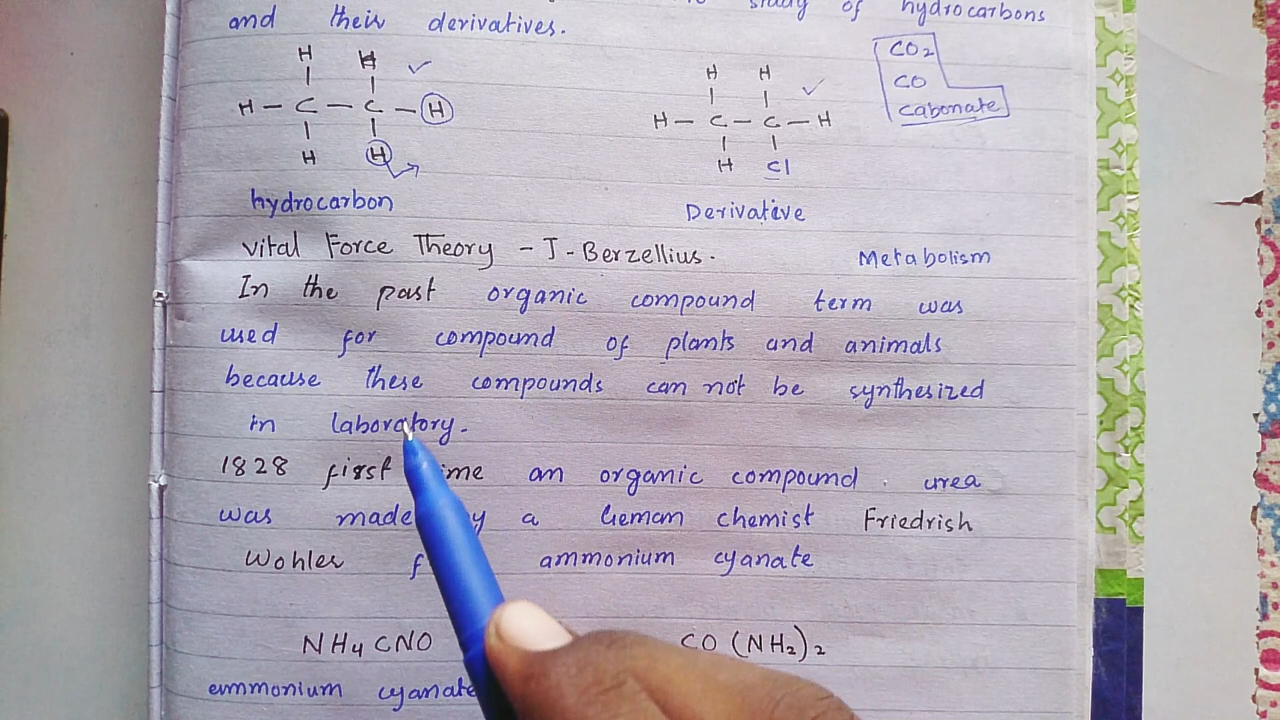 study of hydrocarbons
and their derivatives.
H H
H - C - C - H
H H
hydrocarbon
H H
H - C - C - H
H Cl
Derivative
CO2
CO
cabonate
Vital Force Theory - J-Berzellius.
Metabolism
In the past organic compound term was
used for compound of plants and animals
because these compounds can not be synthesized
in laboratory.
1828 first an organic compound . urea
was made a Geman chemist Friedrish
Wohler ammonium cyanate
NH4 CNO CO (NH2)2
ammonium cyanate